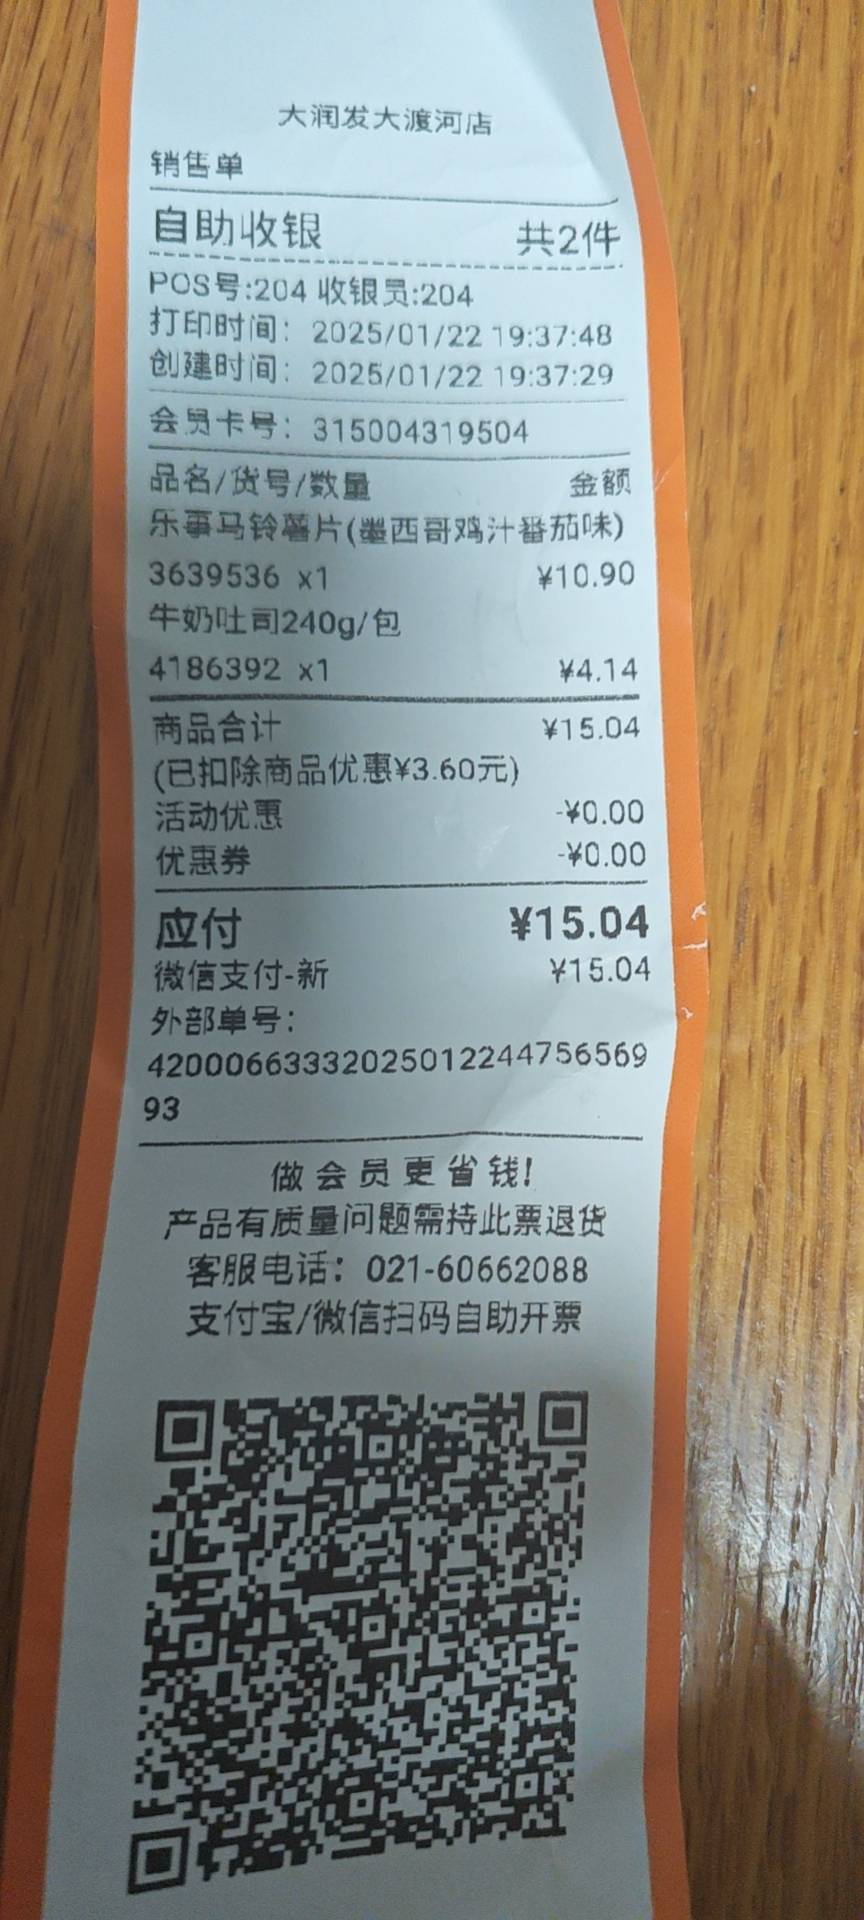 大润发大渡河店
销售单
自助收银 共2件
POS号:204 收银员:204
打印时间: 2025/01/22 19:37:48
创建时间: 2025/01/22 19:37:29
会员卡号: 315004319504
品名/货号/数量 金额
乐事马铃薯片(墨西哥鸡汁番茄味)
3639536 x1 ¥10.90
牛奶吐司240g/包
4186392 x1 ¥4.14
商品合计 ¥15.04
(已扣除商品优惠¥3.60元)
活动优惠 -¥0.00
优惠券 -¥0.00
应付 ¥15.04
微信支付-新 ¥15.04
外部单号:
42000663332025012244756569
93
做会员更省钱!
产品有质量问题需持此票退货
客服电话: 021-60662088
支付宝/微信扫码自助开票